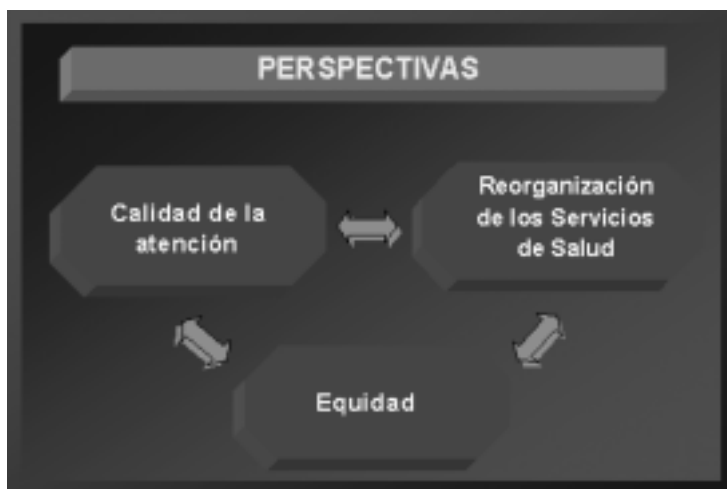 PERSPECTIVAS
Calidad de la
atención
Reorganización
de los Servicios
de Salud
Equidad